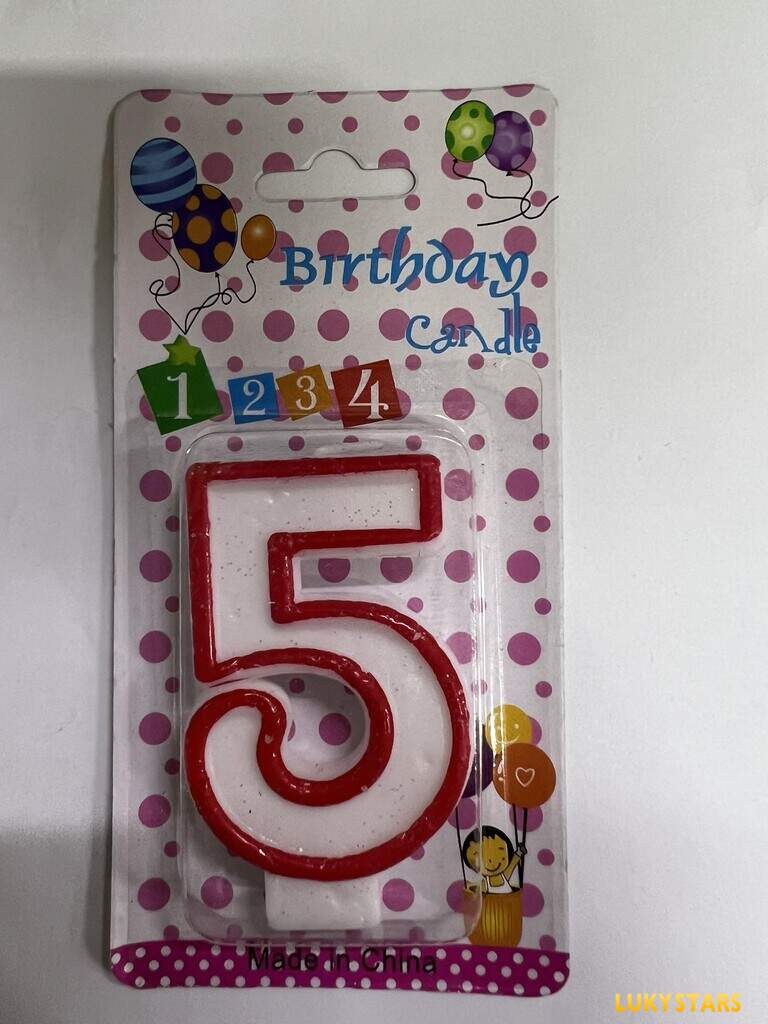 Birthday
Candle
1 2 3 4
5
Made in China
LUKYSTARS